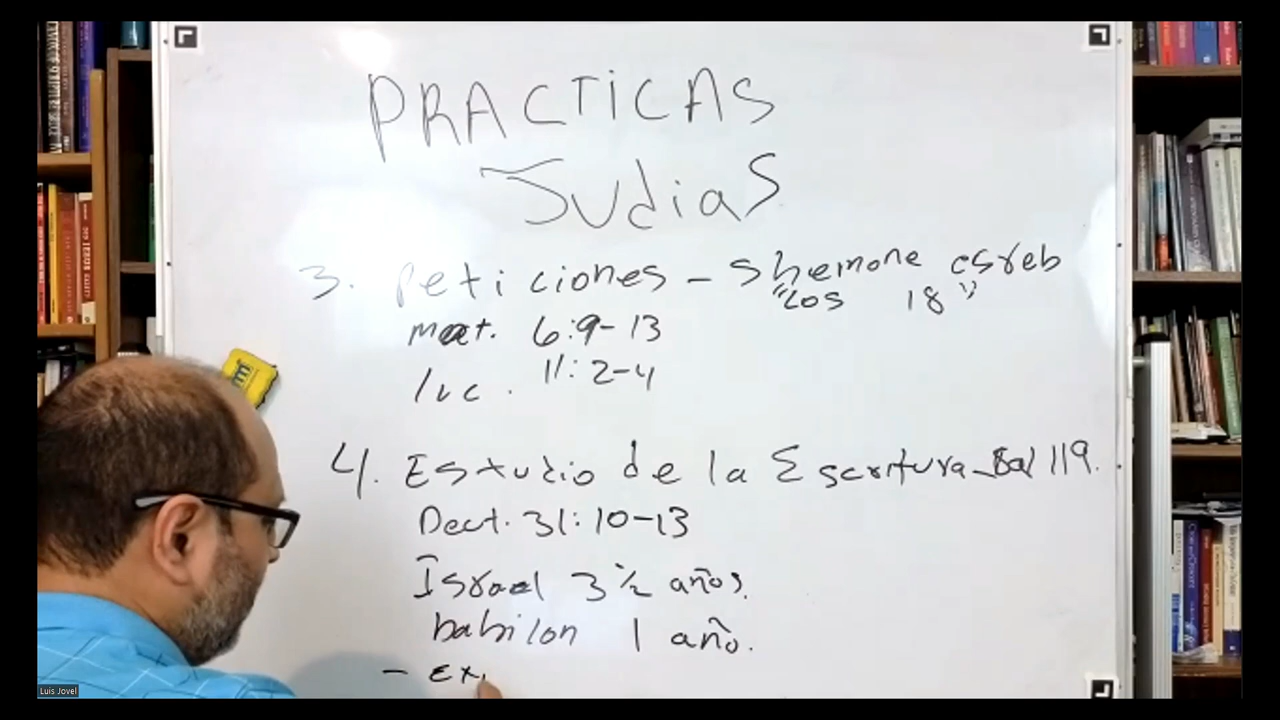 PRACTICAS
JudiaS
3. Peticiones - Shemone esreb
"Los 18"
mat. 6:9-13
luc. 11:2-4
4. Estudio de la Escritura - Sal 119.
Deut. 31:10-13
Israel 3 ½ años.
babilon 1 año.
- Ex
Luis Jovel